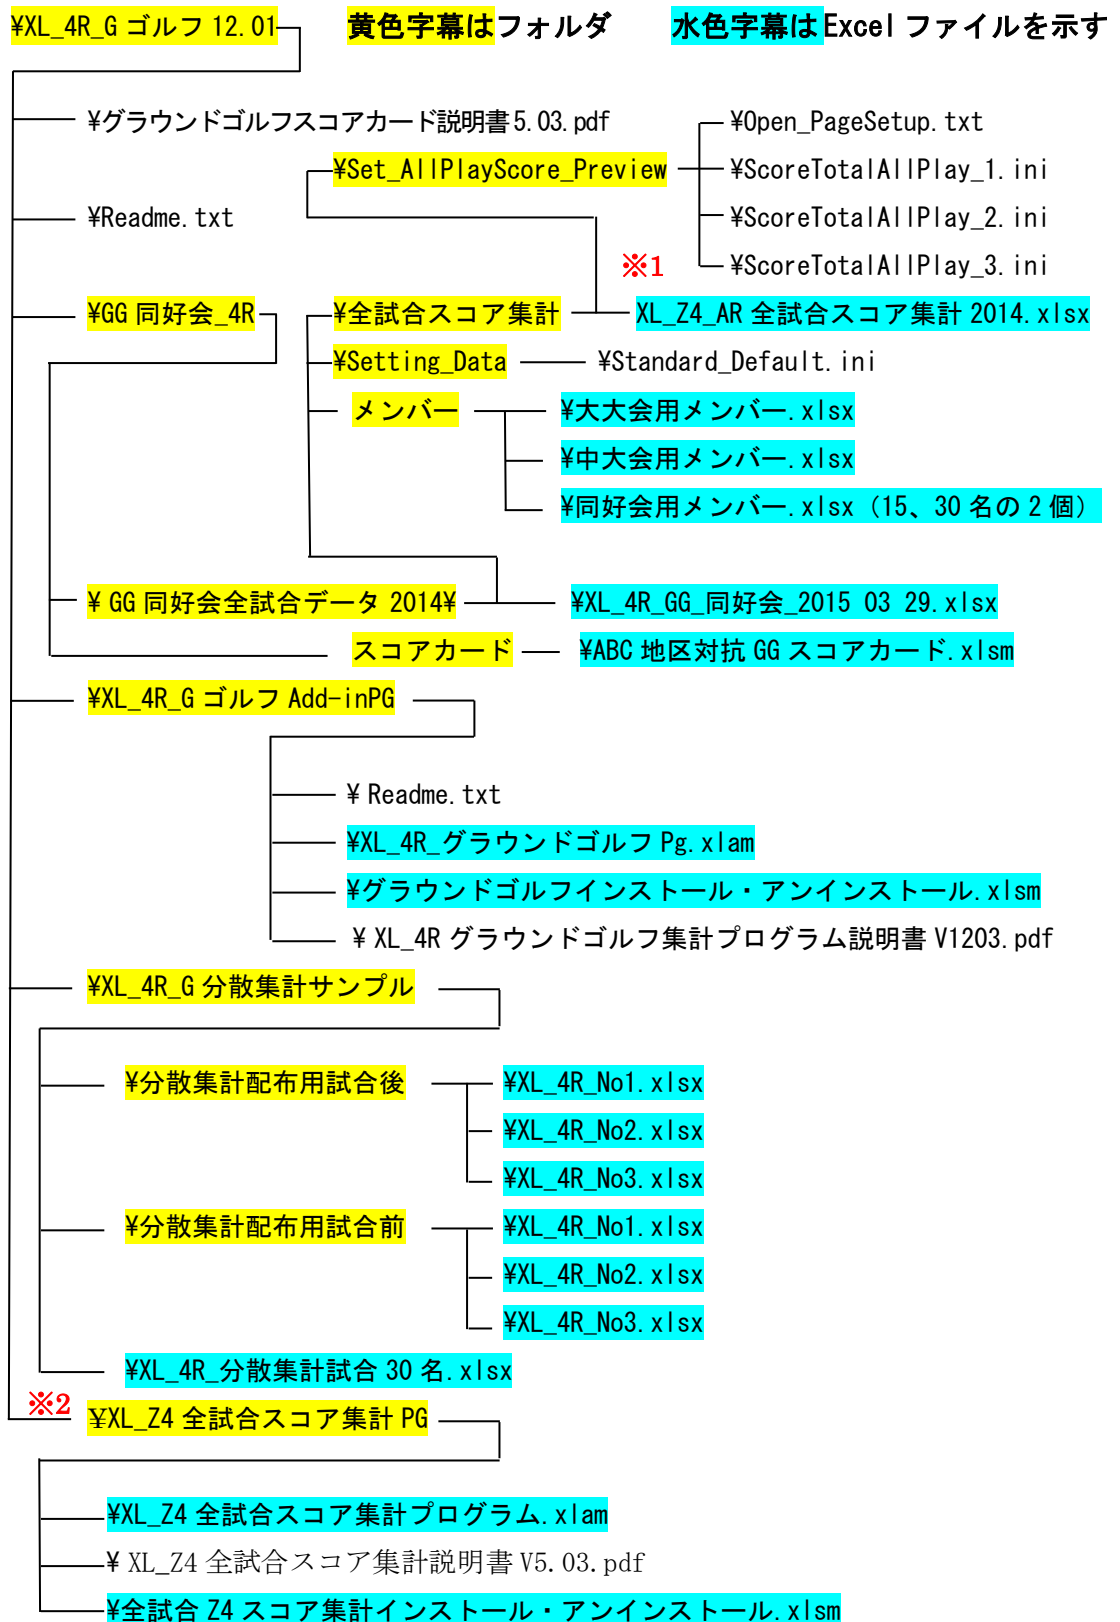 ¥XL_4R_G ゴルフ 12.01 黄色字幕はフォルダ 水色字幕は Excel ファイルを示す
¥グラウンドゴルフスコアカード説明書 5.03.pdf ¥Open_PageSetup.txt
¥Set_AllPlayScore_Preview ¥ScoreTotalAllPlay_1.ini
¥Readme.txt ¥ScoreTotalAllPlay_2.ini
※1 ¥ScoreTotalAllPlay_3.ini
¥GG 同好会_4R ¥全試合スコア集計 XL_Z4_AR 全試合スコア集計 2014.xlsx
¥Setting_Data ¥Standard_Default.ini
メンバー ¥大大会用メンバー.xlsx
¥中大会用メンバー.xlsx
¥同好会用メンバー.xlsx（15、30 名の 2 個）
¥ GG 同好会全試合データ 2014¥ ¥XL_4R_GG_同好会_2015 03 29.xlsx
スコアカード ¥ABC 地区対抗 GG スコアカード.xlsm
¥XL_4R_G ゴルフ Add-inPG
¥ Readme.txt
¥XL_4R_グラウンドゴルフ Pg.xlam
¥グラウンドゴルフインストール・アンインストール.xlsm
¥ XL_4R グラウンドゴルフ集計プログラム説明書 V1203.pdf
¥XL_4R_G 分散集計サンプル
¥分散集計配布用試合後 ¥XL_4R_No1.xlsx
¥XL_4R_No2.xlsx
¥XL_4R_No3.xlsx
¥分散集計配布用試合前 ¥XL_4R_No1.xlsx
¥XL_4R_No2.xlsx
¥XL_4R_No3.xlsx
¥XL_4R_分散集計試合 30 名.xlsx
※2 ¥XL_Z4 全試合スコア集計 PG
¥XL_Z4 全試合スコア集計プログラム.xlam
¥ XL_Z4 全試合スコア集計説明書 V5.03.pdf
¥全試合 Z4 スコア集計インストール・アンインストール.xlsm